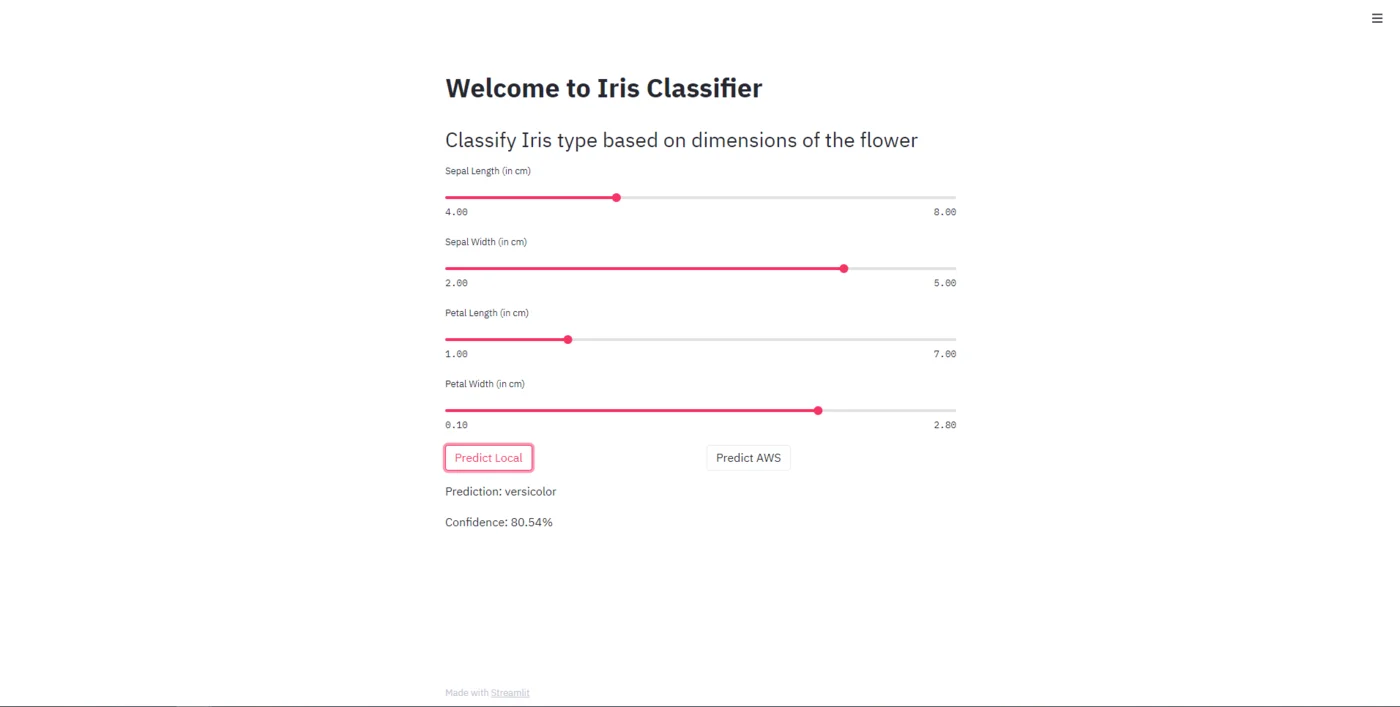 Welcome to Iris Classifier
Classify Iris type based on dimensions of the flower
Sepal Length (in cm)
4.00 8.00
Sepal Width (in cm)
2.00 5.00
Petal Length (in cm)
1.00 7.00
Petal Width (in cm)
0.10 2.80
Predict Local Predict AWS
Prediction: versicolor
Confidence: 80.54%
Made with Streamlit